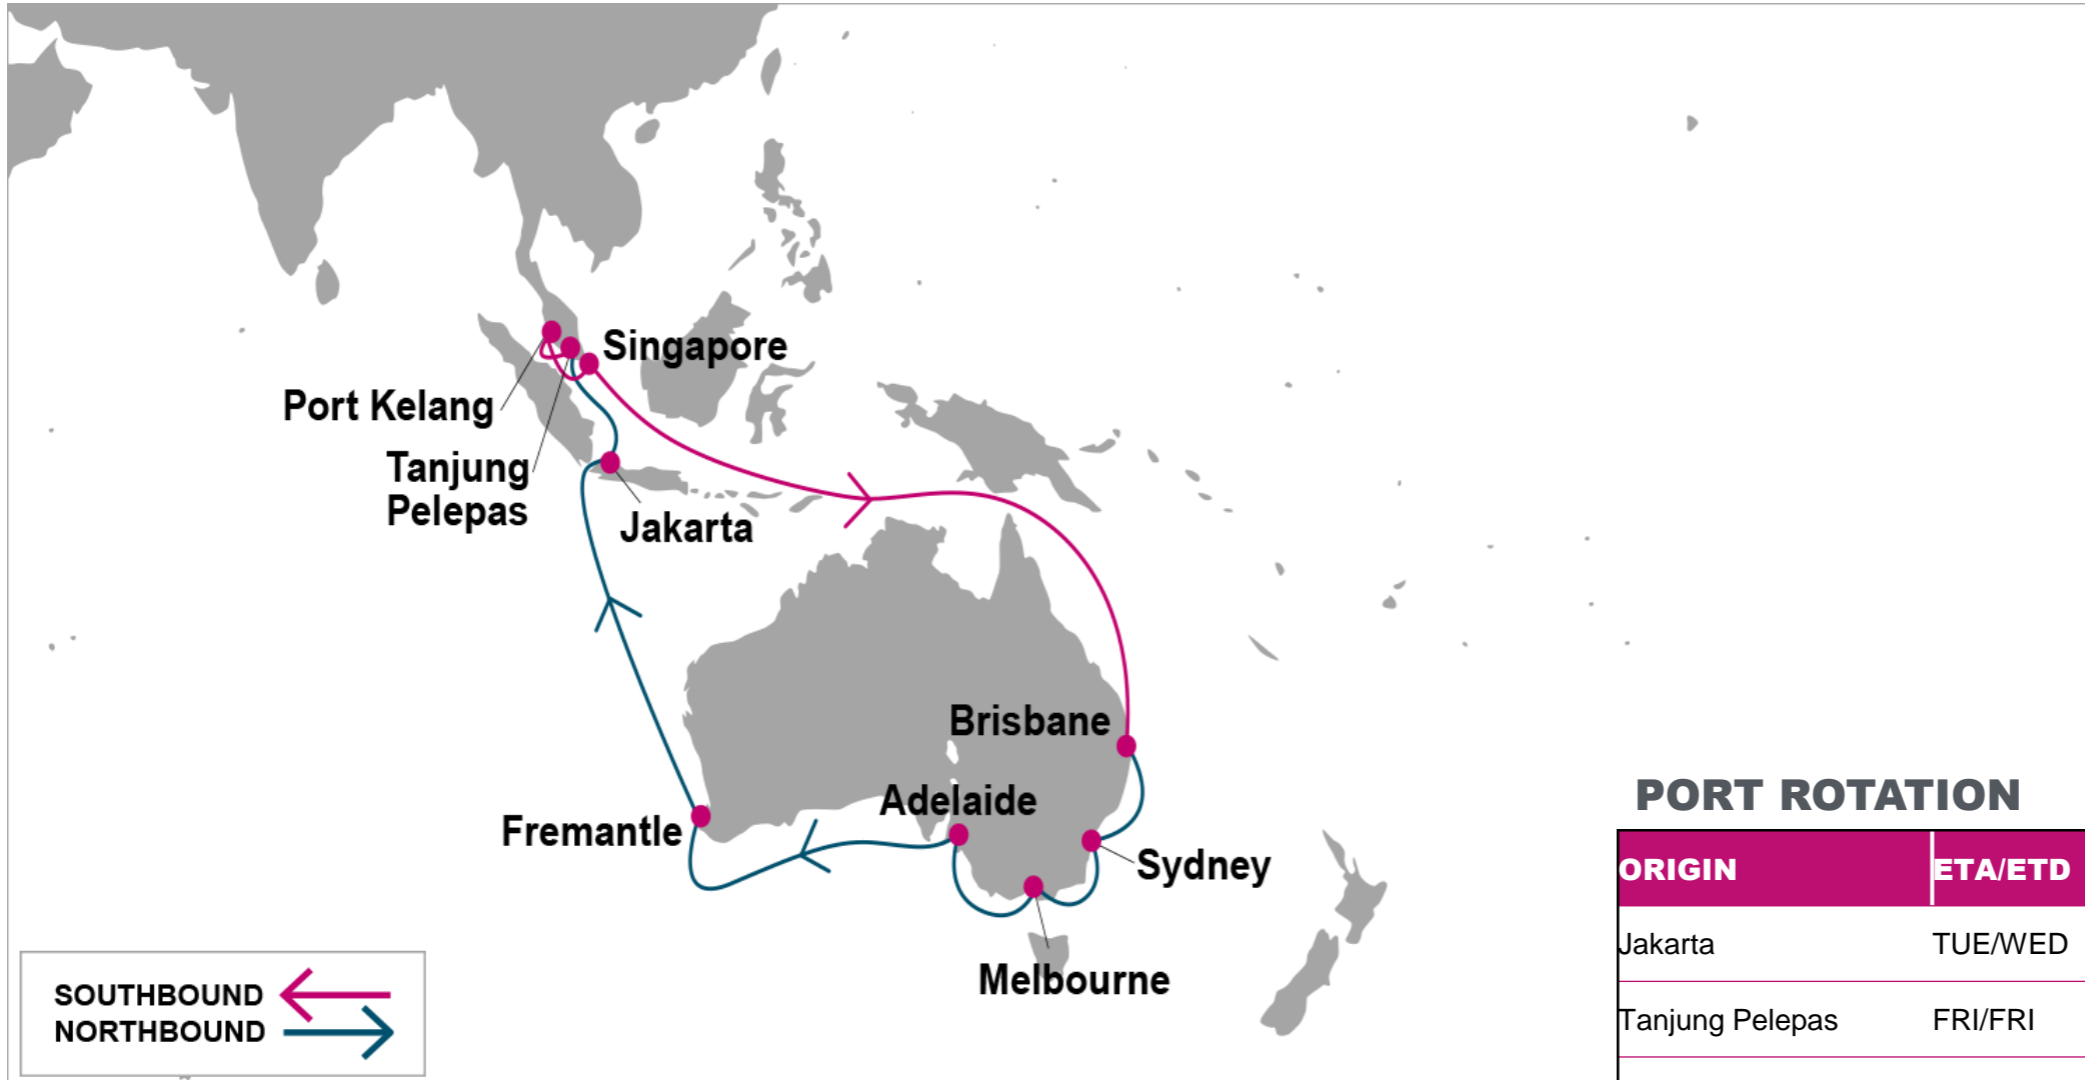 Singapore
Port Kelang
Tanjung
Pelepas
Jakarta
Brisbane
Adelaide
Fremantle
Sydney
Melbourne
SOUTHBOUND
NORTHBOUND
PORT ROTATION
ORIGIN ETA/ETD
Jakarta TUE/WED
Tanjung Pelepas FRI/FRI